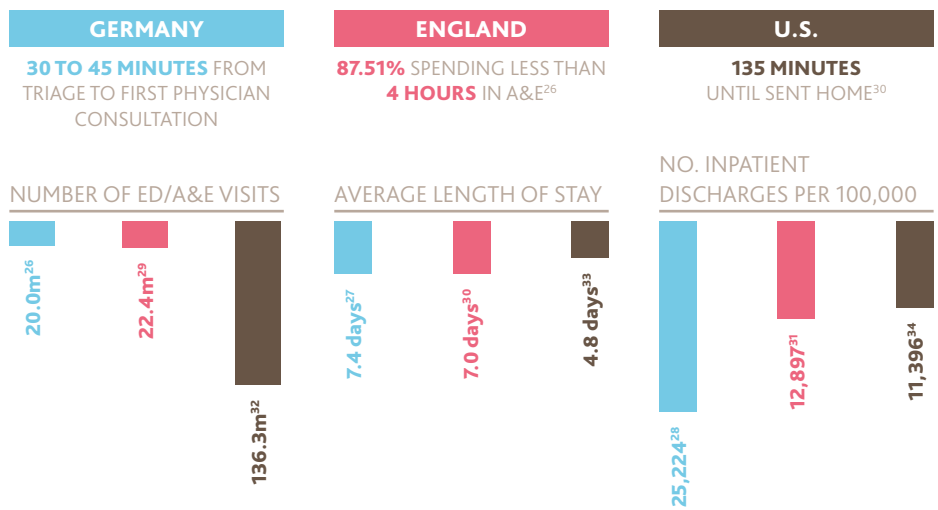 GERMANY
30 TO 45 MINUTES FROM
TRIAGE TO FIRST PHYSICIAN
CONSULTATION
ENGLAND
87.51% SPENDING LESS THAN
4 HOURS IN A&E26
U.S.
135 MINUTES
UNTIL SENT HOME30
NUMBER OF ED/A&E VISITS
20.0m26
22.4m29
136.3m32
AVERAGE LENGTH OF STAY
7.4 days27
7.0 days30
4.8 days33
NO. INPATIENT
DISCHARGES PER 100,000
25,22428
12,89731
11,39634